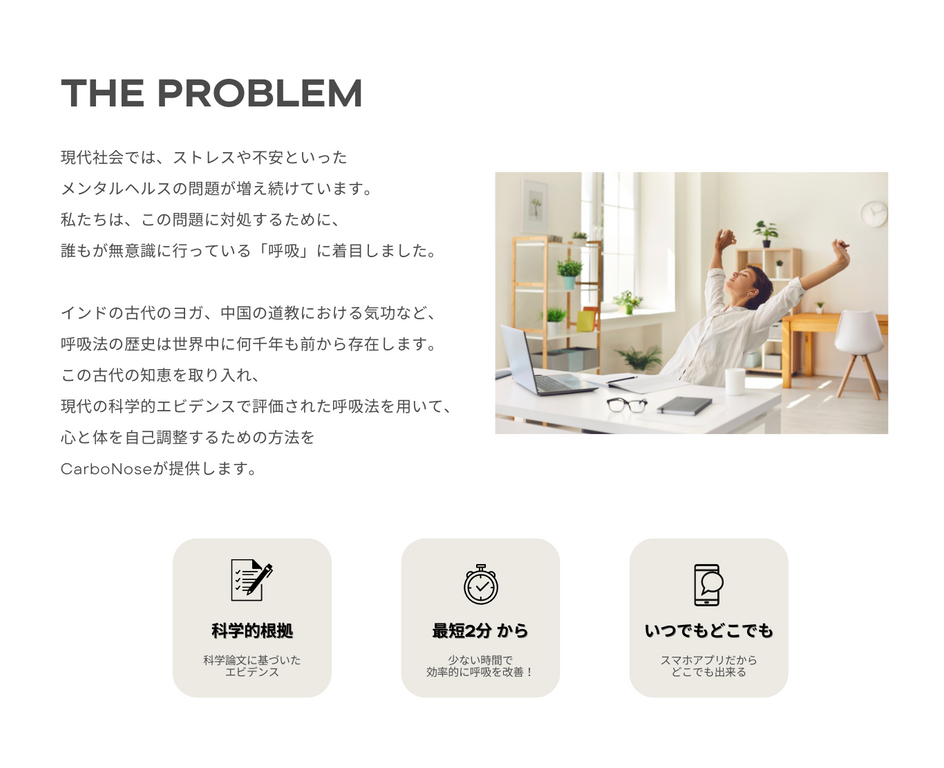 THE PROBLEM
現代社会では、ストレスや不安といった
メンタルヘルスの問題が増え続けています。
私たちは、この問題に対処するために、
誰もが無意識に行っている「呼吸」に着目しました。
インドの古代のヨガ、中国の道教における気功など、
呼吸法の歴史は世界中に何千年も前から存在します。
この古代の知恵を取り入れ、
現代の科学的エビデンスで評価された呼吸法を用いて、
心と体を自己調整するための方法を
CarboNoseが提供します。
科学的根拠
科学論文に基づいた
エビデンス
最短2分 から
少ない時間で
効率的に呼吸を改善！
いつでもどこでも
スマホアプリだから
どこでも出来る